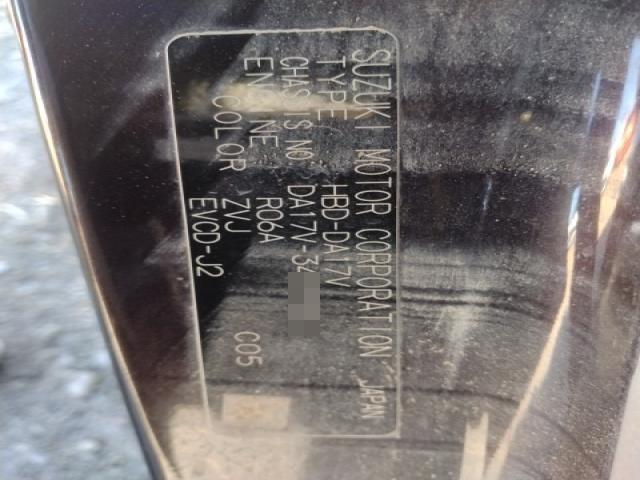 SUZUKI MOTOR CORPORATION JAPAN
TYPE HBD-DA17V
CHASSIS NO DA17V-34
ENGINE R06A
COLOR ZVJ C05
EVCD-J2